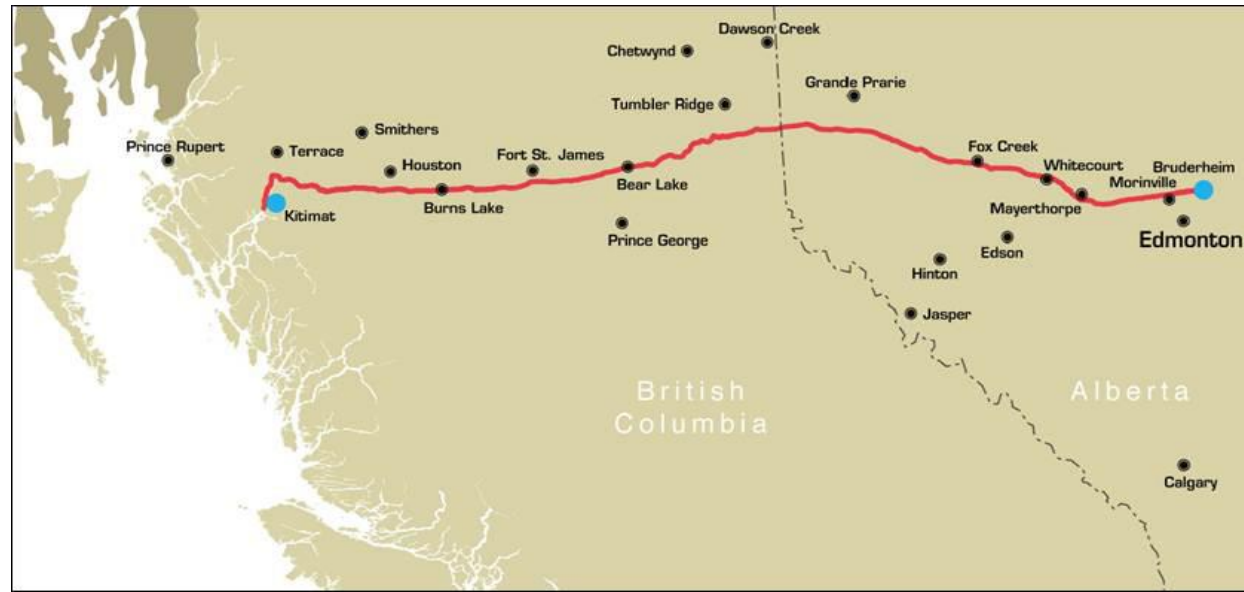 Dawson Creek
Chetwynd
Grande Prarie
Tumbler Ridge
Smithers
Prince Rupert
Terrace
Houston
Fort St. James
Fox Creek
Whitecourt
Bruderheim
Bear Lake
Morinville
Kitimat
Burns Lake
Mayerthorpe
Prince George
Edson
Edmonton
Hinton
Jasper
British
Columbia
Alberta
Calgary